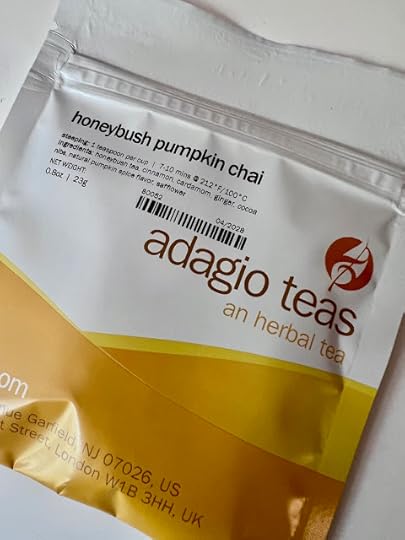 honeybush pumpkin chai
steeping: 1 teaspoon per cup | 7-10 mins @ 212°F/100°C
ingredients: honeybush tea, cinnamon, cardamom, ginger, cocoa
nibs, natural pumpkin spice flavor, safflower
NET WEIGHT:
0.8oz | 23g
80052
04/2028
adagio teas
an herbal tea
om
que Garfield, NJ 07026, US
t Street, London W1B 3HH, UK